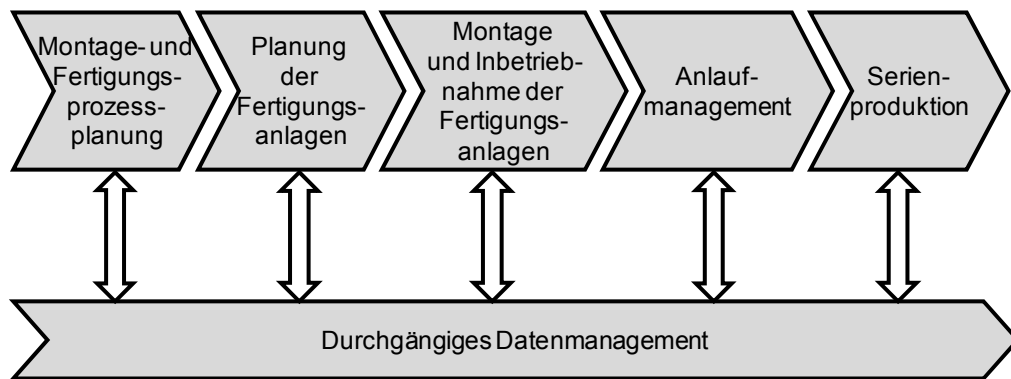 Montage- und
Fertigungs-
prozess-
planung
Planung
der
Fertigungs-
anlagen
Montage
und Inbetrieb-
nahme der
Fertigungs-
anlagen
Anlauf-
management
Serien-
produktion
Durchgängiges Datenmanagement